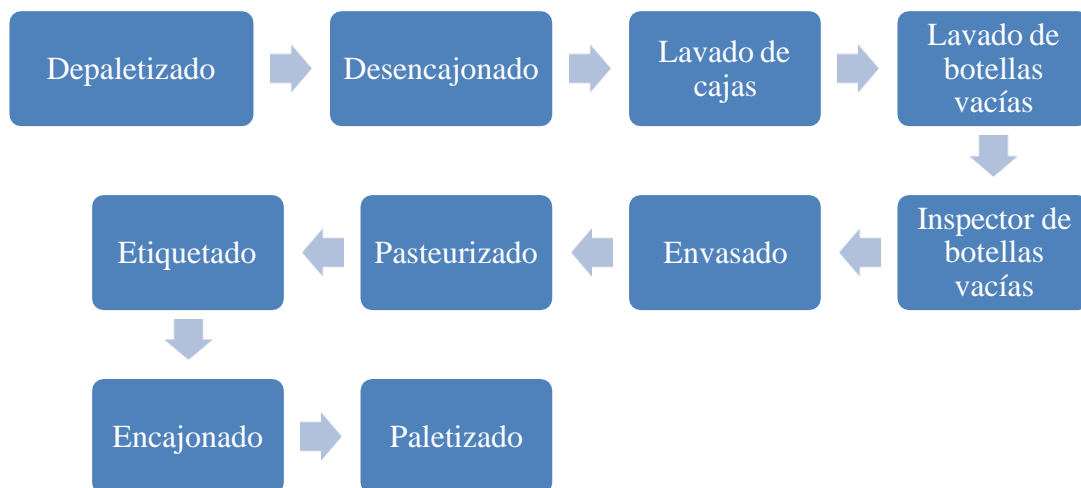 Depaletizado
Desencajonado
Lavado de
cajas
Lavado de
botellas
vacías
Inspector de
botellas
vacías
Envasado
Pasteurizado
Etiquetado
Encajonado
Paletizado